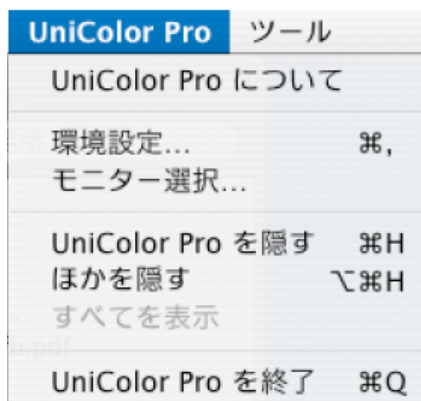 UniColor Pro ツール
UniColor Pro について
環境設定... ⌘,
モニター選択...
UniColor Pro を隠す ⌘H
ほかを隠す ⌥⌘H
すべてを表示
UniColor Pro を終了 ⌘Q